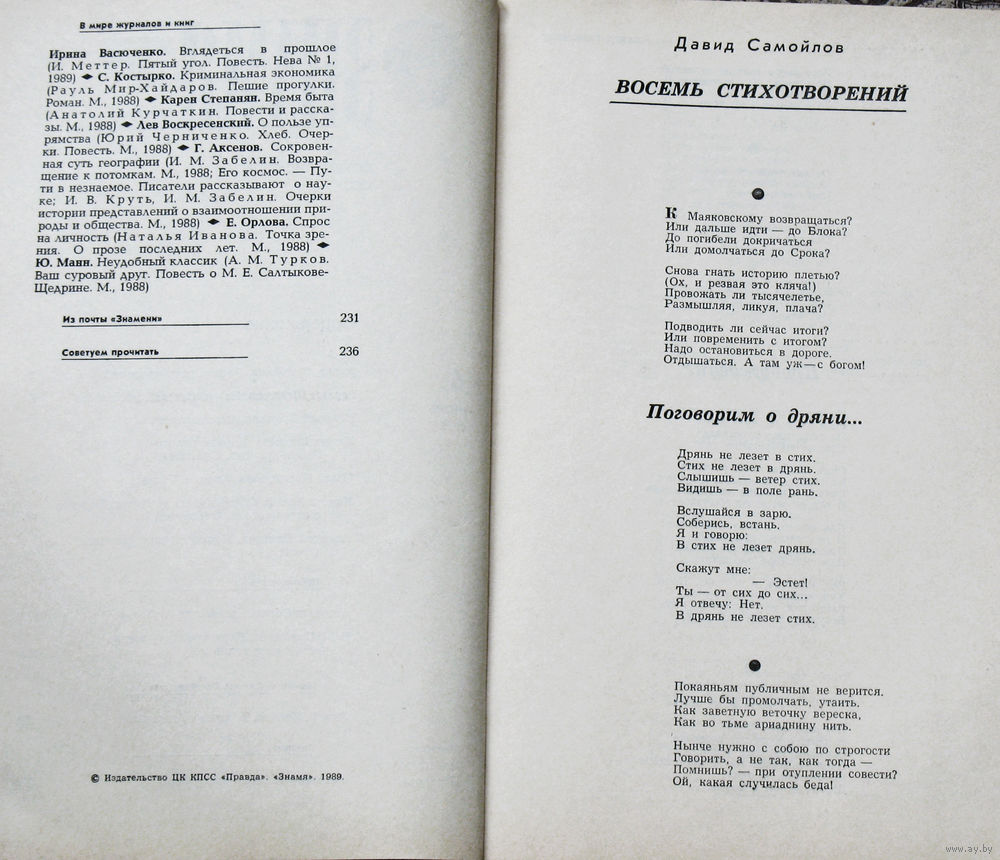 В мире журналов и книг
Ирина Васюченко. Вглядеться в прошлое
(И. Меттер. Пятый угол. Повесть. Нева № 1,
1989) ◆ С. Костырко. Криминальная экономика
(Рауль Мир-Хайдаров. Пешие прогулки.
Роман. М., 1988) ◆ Карен Степанян. Время быта
(Анатолий Курчаткин. Повести и расска-
зы. М., 1988) ◆ Лев Воскресенский. О пользе уп-
рямства (Юрий Черниченко. Хлеб. Очер-
ки. Повесть. М., 1988) ◆ Г. Аксенов. Сокровен-
ная суть географии (И. М. Забелин. Возвра-
щение к потомкам. М., 1988; Его космос. — Пу-
ти в незнаемое. Писатели рассказывают о нау-
ке; И. В. Круть, И. М. Забелин. Очерки
истории представлений о взаимоотношении при-
роды и общества. М., 1988) ◆ Е. Орлова. Спрос
на личность (Наталья Иванова. Точка зре-
ния. О прозе последних лет. М., 1988) ◆
Ю. Манн. Неудобный классик (А. М. Турков.
Ваш суровый друг. Повесть о М. Е. Салтыкове-
Щедрине. М., 1988)
Из почты «Знамени» 231
Советуем прочитать 236
© Издательство ЦК КПСС «Правда». «Знамя». 1989.
Давид Самойлов
ВОСЕМЬ СТИХОТВОРЕНИЙ
К Маяковскому возвращаться?
Или дальше идти — до Блока?
До погибели докричаться
Или домолчаться до Срока?
Снова гнать историю плетью?
(Ох, и резвая это кляча!)
Провожать ли тысячелетье,
Размышляя, ликуя, плача?
Подводить ли сейчас итоги?
Или повременить с итогом?
Надо остановиться в дороге.
Отдышаться. А там уж — с богом!
Поговорим о дряни...
Дрянь не лезет в стих.
Стих не лезет в дрянь.
Слышишь — ветер стих.
Видишь — в поле рань.
Вслушайся в зарю.
Соберись, встань.
Я и говорю:
В стих не лезет дрянь.
Скажут мне:
— Эстет!
Ты — от сих до сих...
Я отвечу: Нет.
В дрянь не лезет стих.
Покаяньям публичным не верится.
Лучше бы промолчать, утаить.
Как заветную веточку вереска,
Как во тьме ариаднину нить.
Нынче нужно с собою по строгости
Говорить, а не так, как тогда —
Помнишь? — при отуплении совести?
Ой, какая случилась беда!
www.ay.by